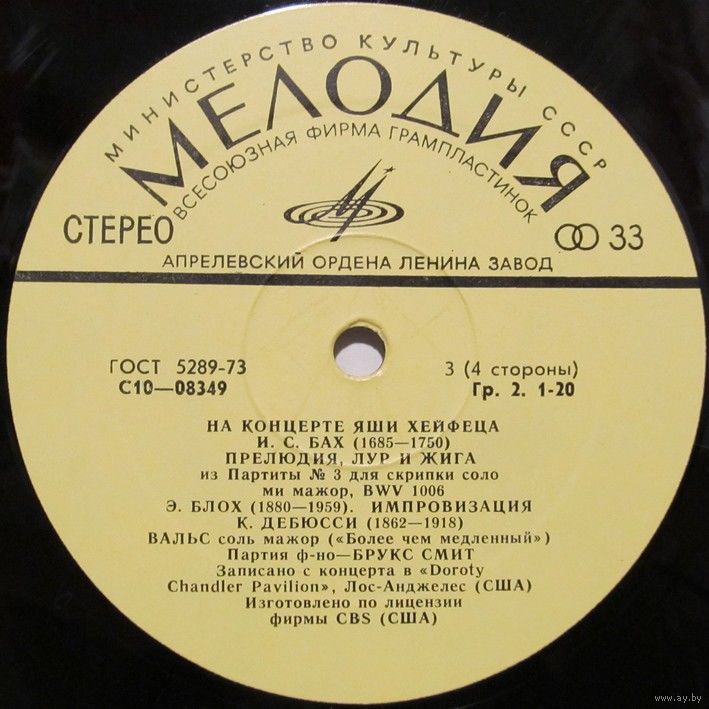 МИНИСТЕРСТВО КУЛЬТУРЫ СССР
МЕЛОДИЯ
ВСЕСОЮЗНАЯ ФИРМА ГРАМПЛАСТИНОК
СТЕРЕО
33
АПРЕЛЕВСКИЙ ОРДЕНА ЛЕНИНА ЗАВОД
ГОСТ 5289-73
3 (4 стороны)
С10—08349
Гр. 2. 1-20
НА КОНЦЕРТЕ ЯШИ ХЕЙФЕЦА
И. С. БАХ (1685—1750)
ПРЕЛЮДИЯ, ЛУР И ЖИГА
из Партиты № 3 для скрипки соло
ми мажор, BWV 1006
Э. БЛОХ (1880—1959). ИМПРОВИЗАЦИЯ
К. ДЕБЮССИ (1862—1918)
ВАЛЬС соль мажор («Более чем медленный»)
Партия ф-но—БРУКС СМИТ
Записано с концерта в «Doroty
Chandler Pavilion», Лос-Анджелес (США)
Изготовлено по лицензии
фирмы CBS (США)
www.ay.by